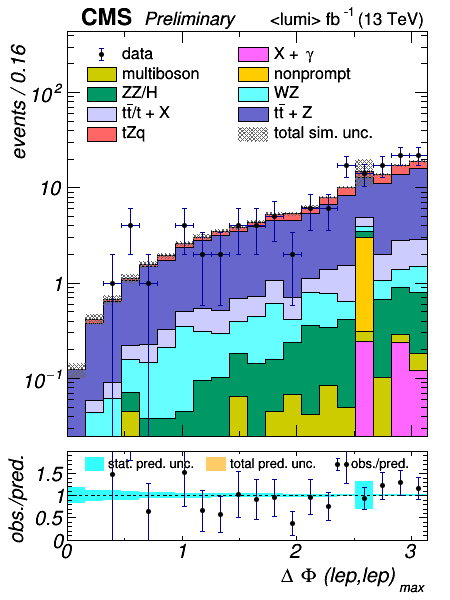 CMS Preliminary <lumi> fb⁻¹ (13 TeV)
events / 0.16
data
X + γ
multiboson
nonprompt
ZZ/H
WZ
tt̄/t + X
tt̄ + Z
tZq
total sim. unc.
10²
10
1
10⁻¹
obs./pred.
stat. pred. unc.
total pred. unc.
obs./pred.
1.5
1
0.5
0
0 1 2 3
Δ Φ (lep,lep) max